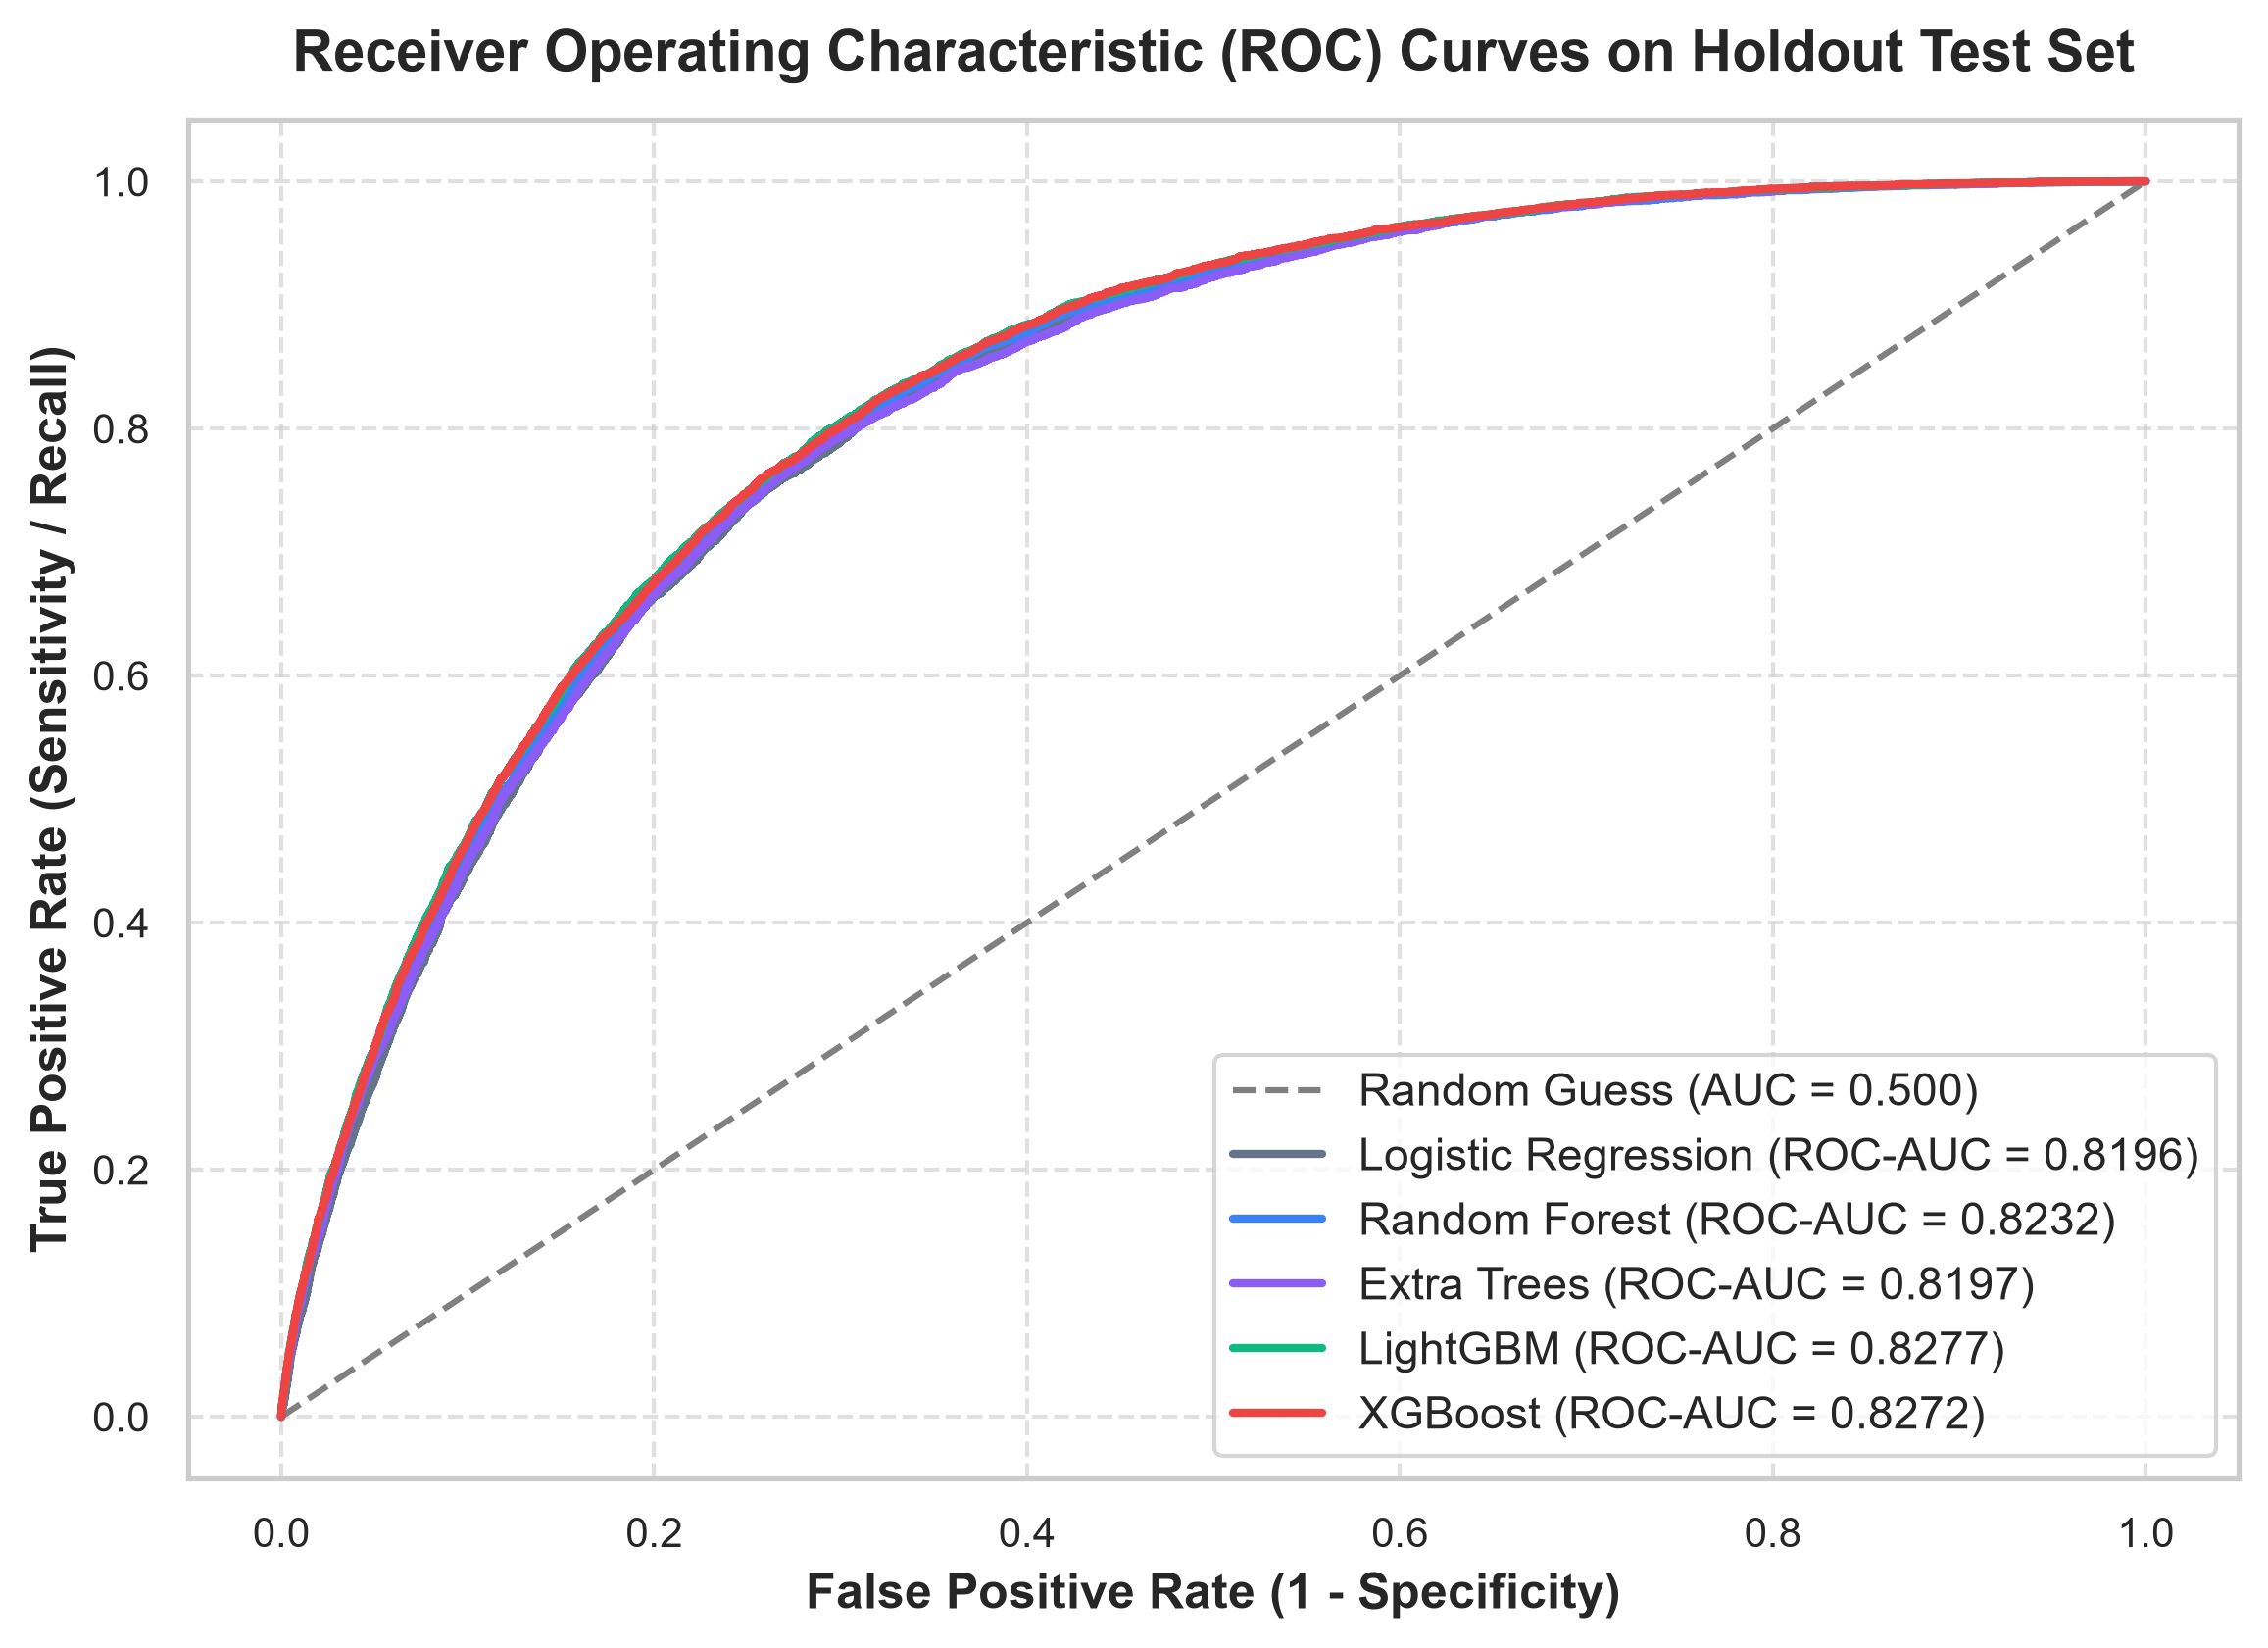 Receiver Operating Characteristic (ROC) Curves on Holdout Test Set
True Positive Rate (Sensitivity / Recall)
1.0
0.8
0.6
0.4
0.2
0.0
Random Guess (AUC = 0.500)
Logistic Regression (ROC-AUC = 0.8196)
Random Forest (ROC-AUC = 0.8232)
Extra Trees (ROC-AUC = 0.8197)
LightGBM (ROC-AUC = 0.8277)
XGBoost (ROC-AUC = 0.8272)
0.0 0.2 0.4 0.6 0.8 1.0
False Positive Rate (1 - Specificity)